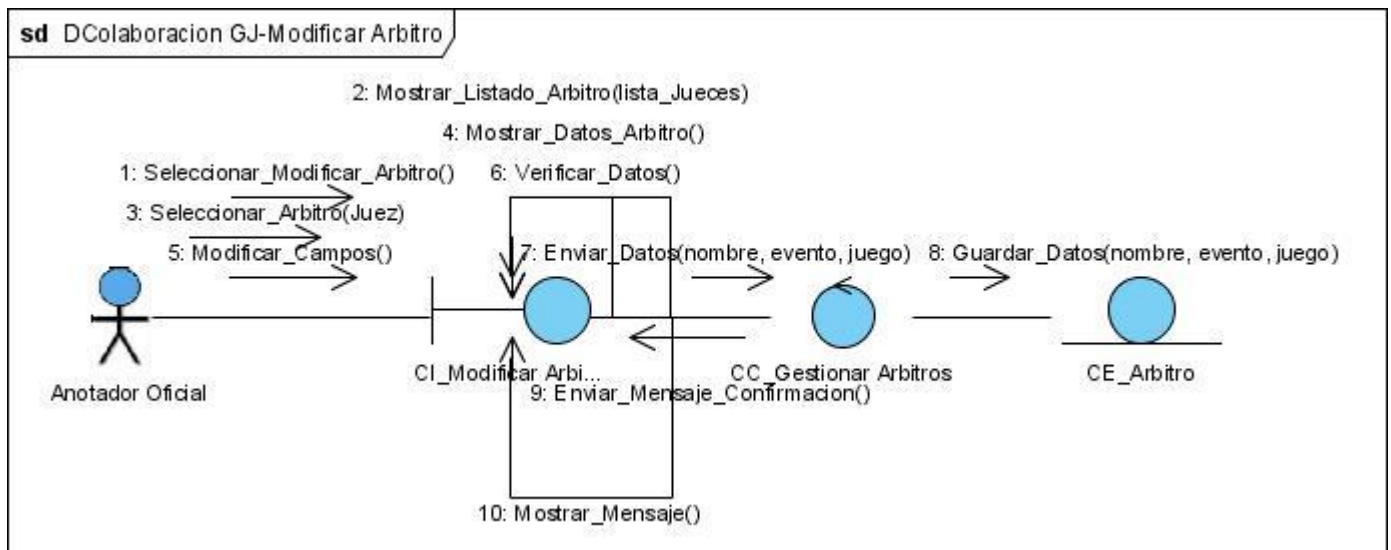 sd DColaboracion GJ-Modificar Arbitro
2: Mostrar_Listado_Arbitro(lista_Jueces)
4: Mostrar_Datos_Arbitro()
1: Seleccionar_Modificar_Arbitro()
6: Verificar_Datos()
3: Seleccionar_Arbitro(Juez)
5: Modificar_Campos()
7: Enviar_Datos(nombre, evento, juego)
8: Guardar_Datos(nombre, evento, juego)
Anotador Oficial
CI_Modificar Arbi...
CC_Gestionar Arbitros
CE_Arbitro
9: Enviar_Mensaje_Confirmacion()
10: Mostrar_Mensaje()